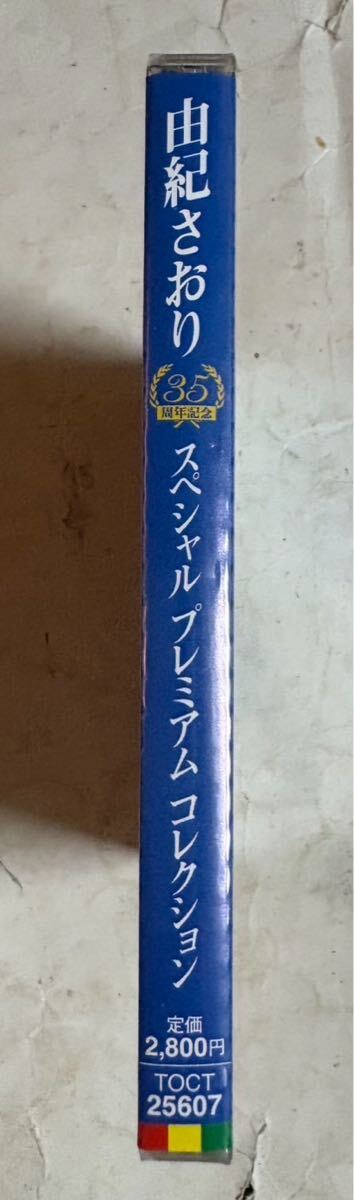 由紀さおり
35
周年記念
スペシャル プレミアム コレクション
定価
2,800円
TOCT
25607